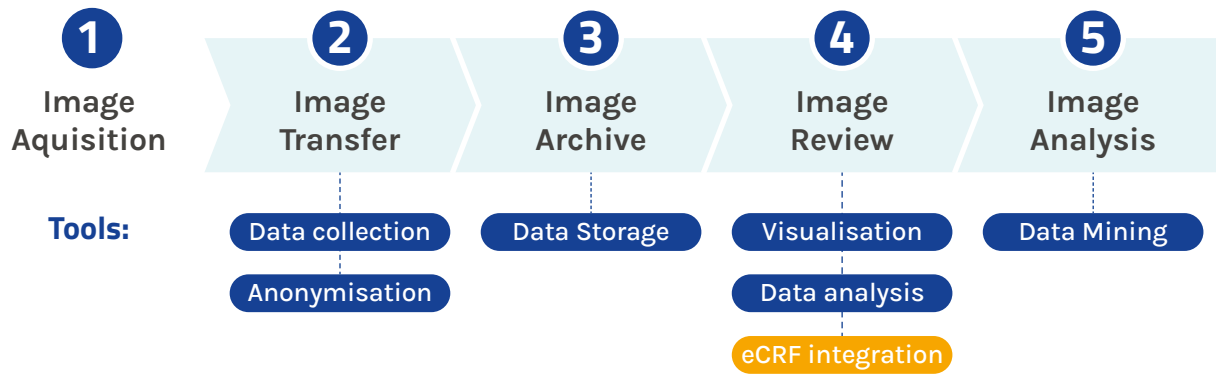 1
Image
Aquisition
2
Image
Transfer
3
Image
Archive
4
Image
Review
5
Image
Analysis
Tools:
Data collection
Anonymisation
Data Storage
Visualisation
Data analysis
eCRF integration
Data Mining